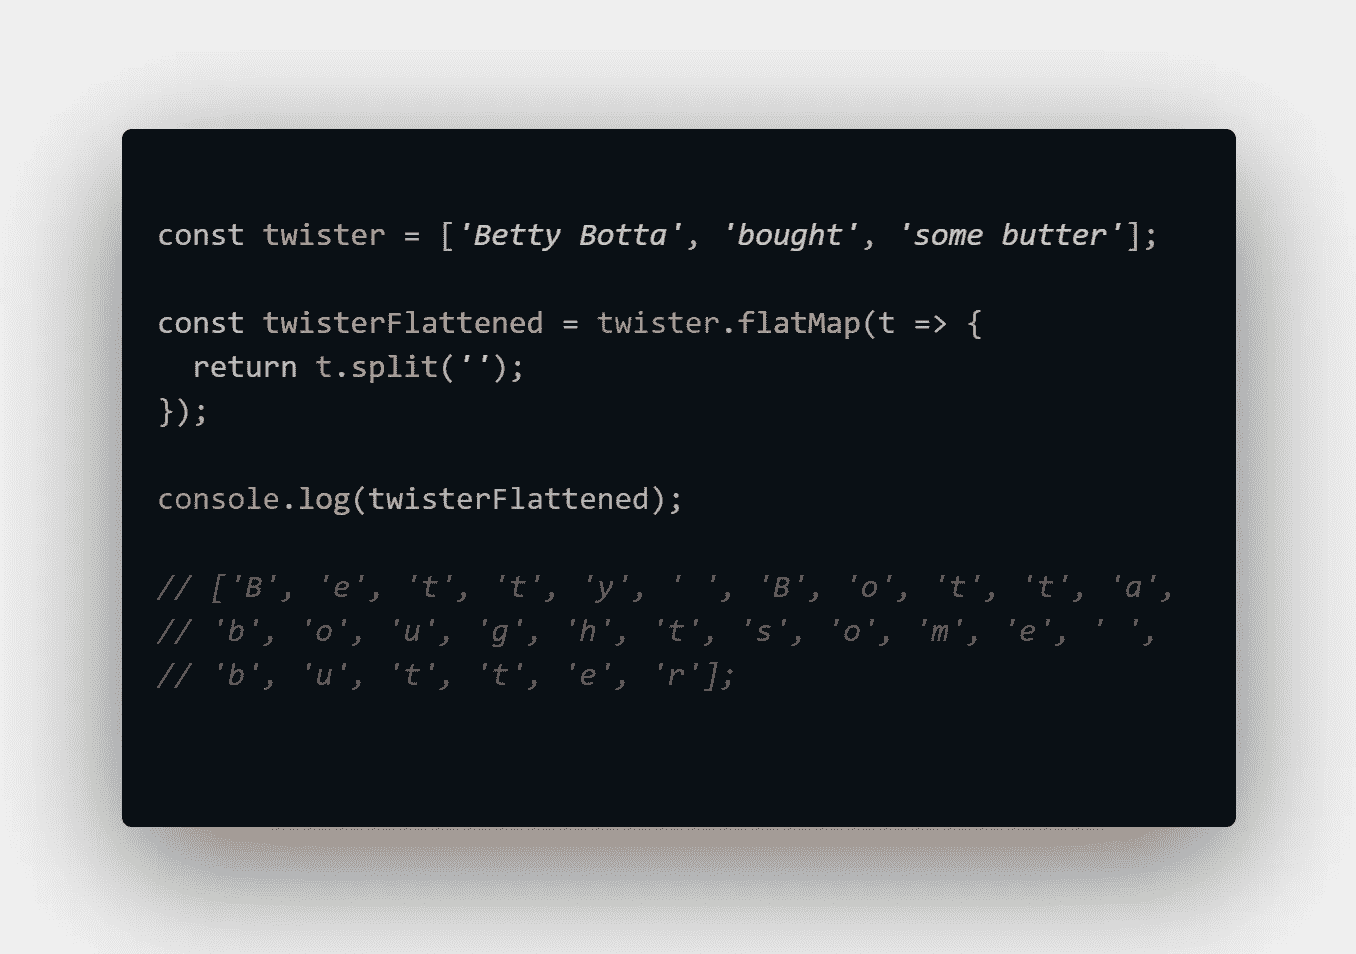 const twister = ['Betty Botta', 'bought', 'some butter'];
const twisterFlattened = twister.flatMap(t => {
  return t.split('');
});
console.log(twisterFlattened);
// ['B', 'e', 't', 't', 'y', ' ', 'B', 'o', 't', 't', 'a',
// 'b', 'o', 'u', 'g', 'h', 't', 's', 'o', 'm', 'e', ' ',
// 'b', 'u', 't', 't', 'e', 'r'];